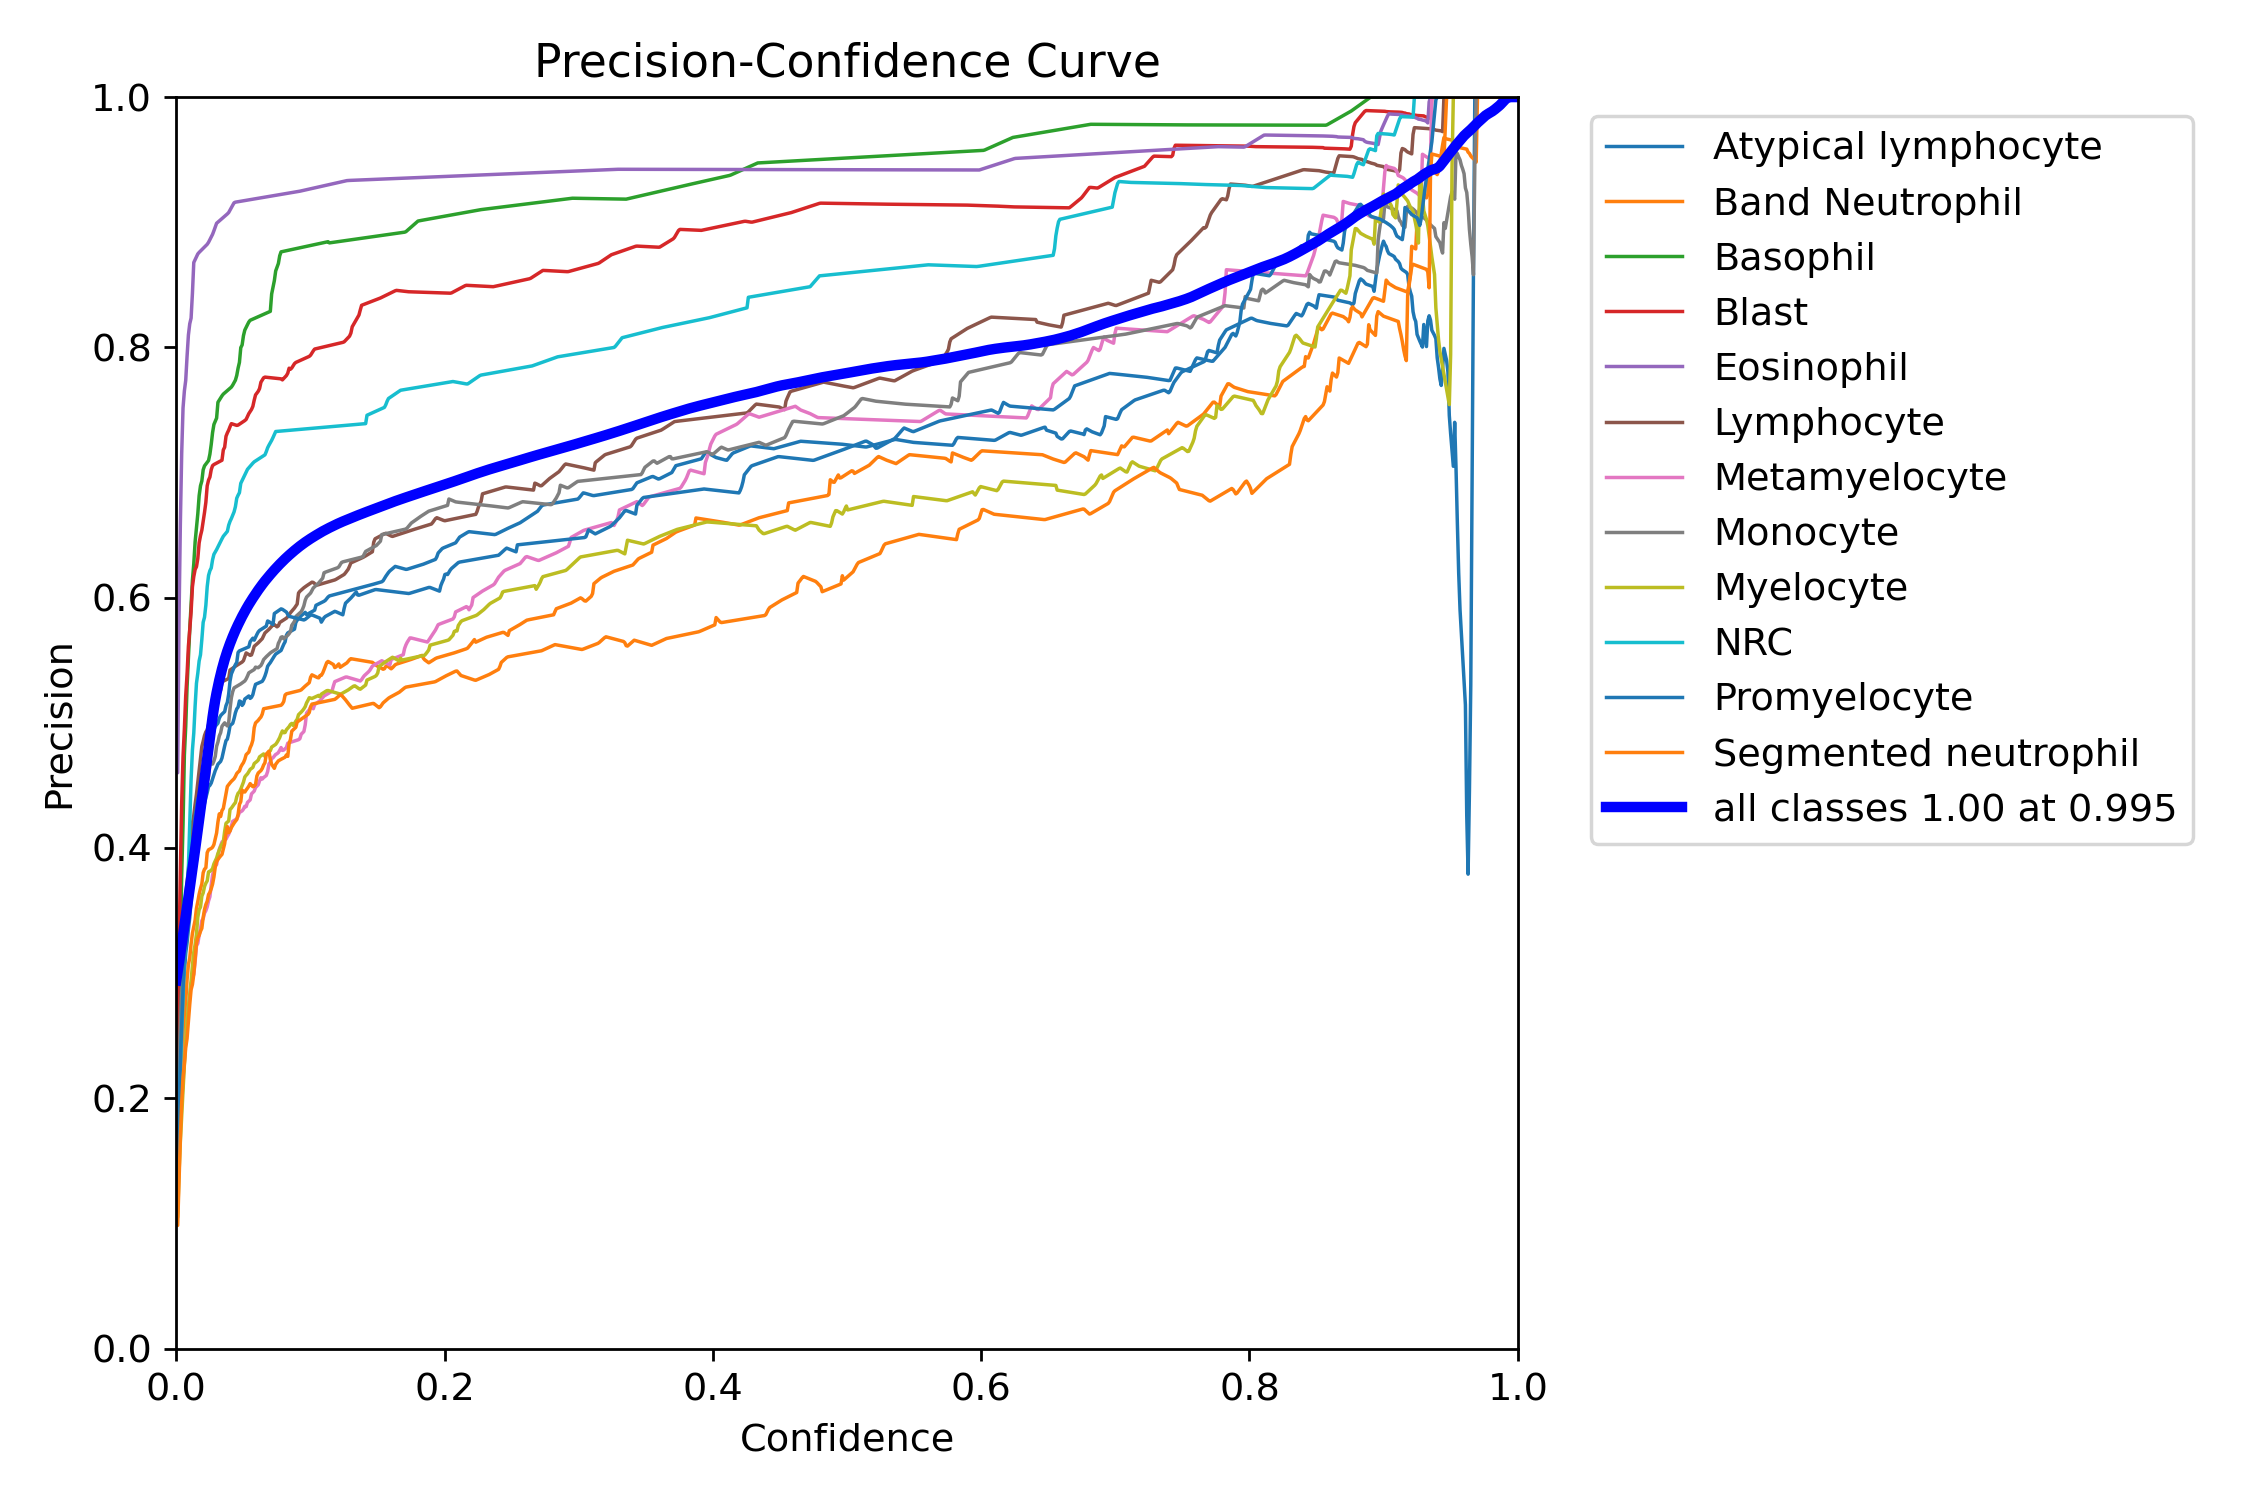 Precision-Confidence Curve
1.0
0.8
0.6
0.4
0.2
0.0
Precision
0.0 0.2 0.4 0.6 0.8 1.0
Confidence
Atypical lymphocyte
Band Neutrophil
Basophil
Blast
Eosinophil
Lymphocyte
Metamyelocyte
Monocyte
Myelocyte
NRC
Promyelocyte
Segmented neutrophil
all classes 1.00 at 0.995